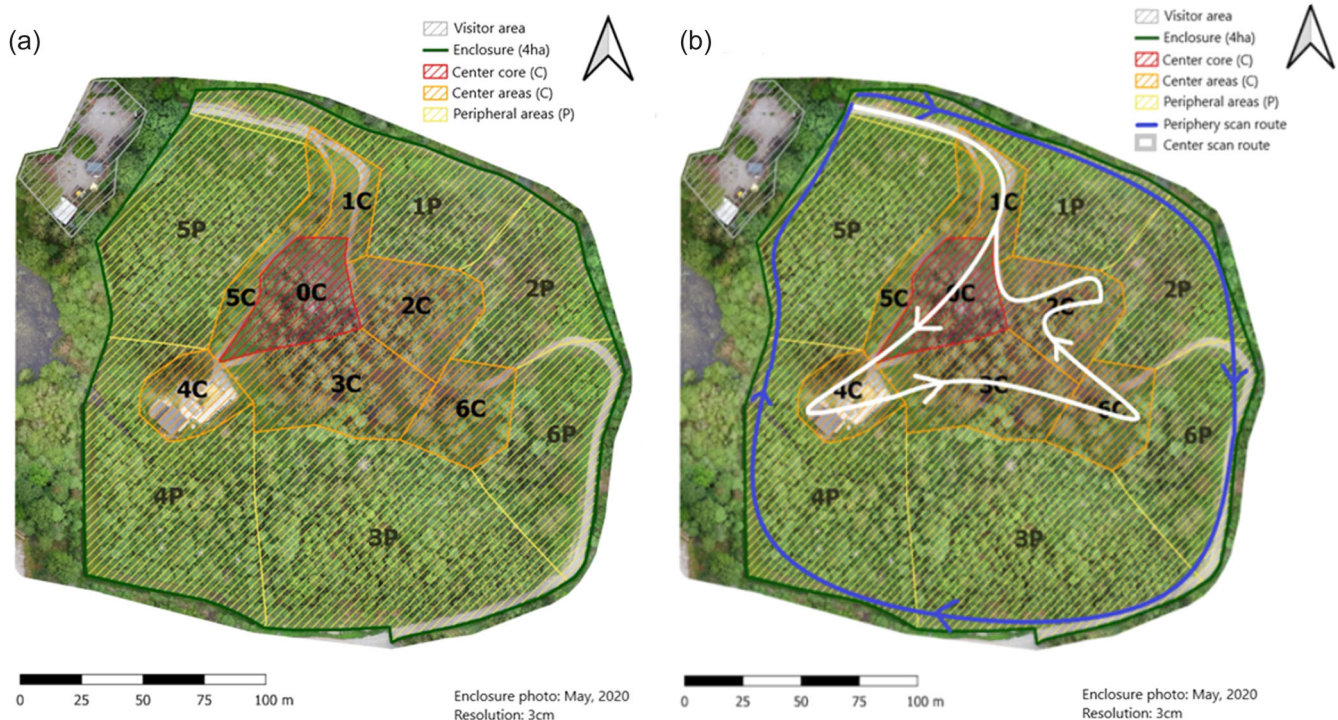 (a)
Visitor area
Enclosure (4ha)
Center core (C)
Center areas (C)
Peripheral areas (P)
5P
1C
1P
5C
0C
2C
2P
4C
3C
6C
6P
4P
3P
0 25 50 75 100 m
Enclosure photo: May, 2020
Resolution: 3cm
(b)
Visitor area
Enclosure (4ha)
Center core (C)
Center areas (C)
Peripheral areas (P)
Periphery scan route
Center scan route
5P
1C
1P
5C
0C
2C
2P
4C
3C
6C
6P
4P
3P
0 25 50 75 100 m
Enclosure photo: May, 2020
Resolution: 3cm